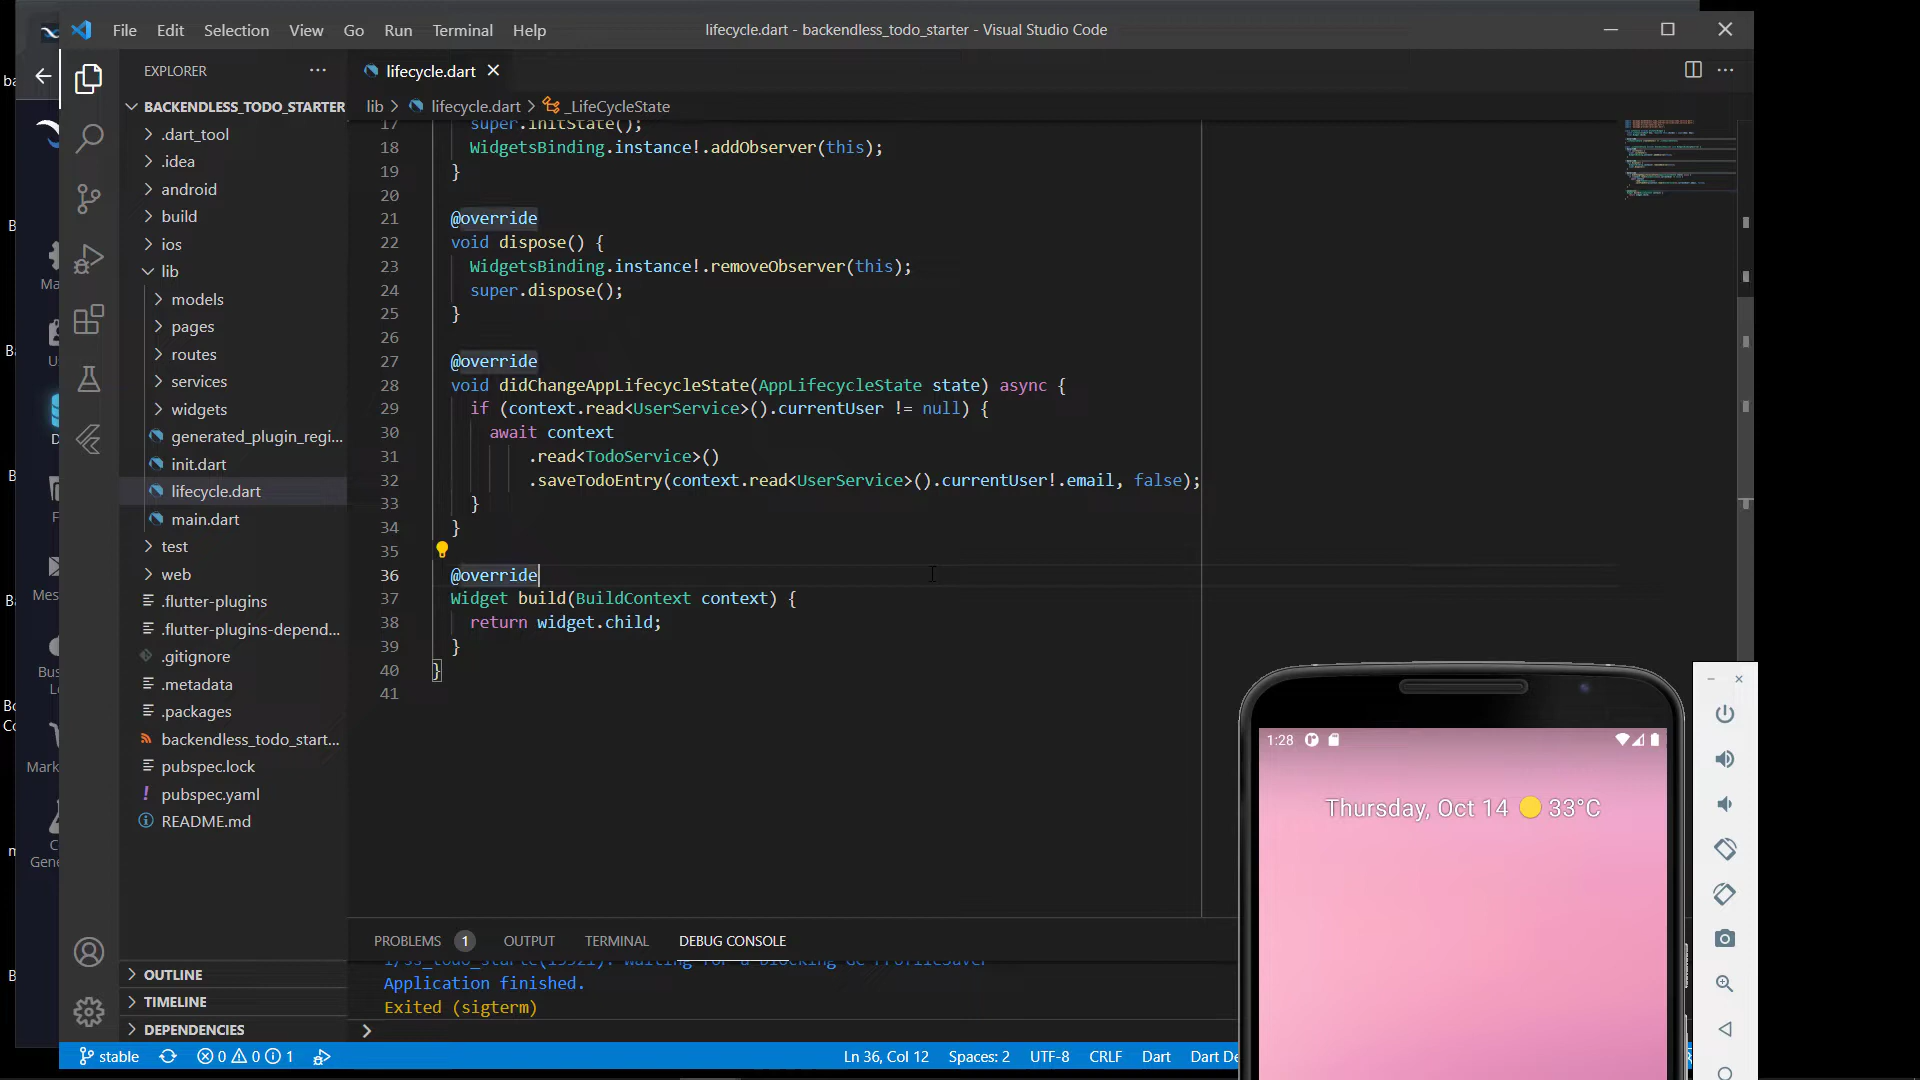 File Edit Selection View Go Run Terminal Help
lifecycle.dart - backendless_todo_starter - Visual Studio Code
EXPLORER
BACKENDLESS_TODO_STARTER
.dart_tool
.idea
android
build
ios
lib
models
pages
routes
services
widgets
generated_plugin_regi...
init.dart
lifecycle.dart
main.dart
test
web
.flutter-plugins
.flutter-plugins-depend...
.gitignore
.metadata
.packages
backendless_todo_start...
pubspec.lock
pubspec.yaml
README.md
OUTLINE
TIMELINE
DEPENDENCIES
lifecycle.dart
lib > lifecycle.dart > _LifeCycleState
17 super.initState();
18 WidgetsBinding.instance!.addObserver(this);
19 }
20
21 @override
22 void dispose() {
23 WidgetsBinding.instance!.removeObserver(this);
24 super.dispose();
25 }
26
27 @override
28 void didChangeAppLifecycleState(AppLifecycleState state) async {
29 if (context.read<UserService>().currentUser != null) {
30 await context
31 .read<TodoService>()
32 .saveTodoEntry(context.read<UserService>().currentUser!.email, false);
33 }
34 }
35
36 @override
37 Widget build(BuildContext context) {
38 return widget.child;
39 }
40 }
41
PROBLEMS 1 OUTPUT TERMINAL DEBUG CONSOLE
Application finished.
Exited (sigterm)
stable 0 0 1
Ln 36, Col 12 Spaces: 2 UTF-8 CRLF Dart Dart De
1:28
Thursday, Oct 14 33°C